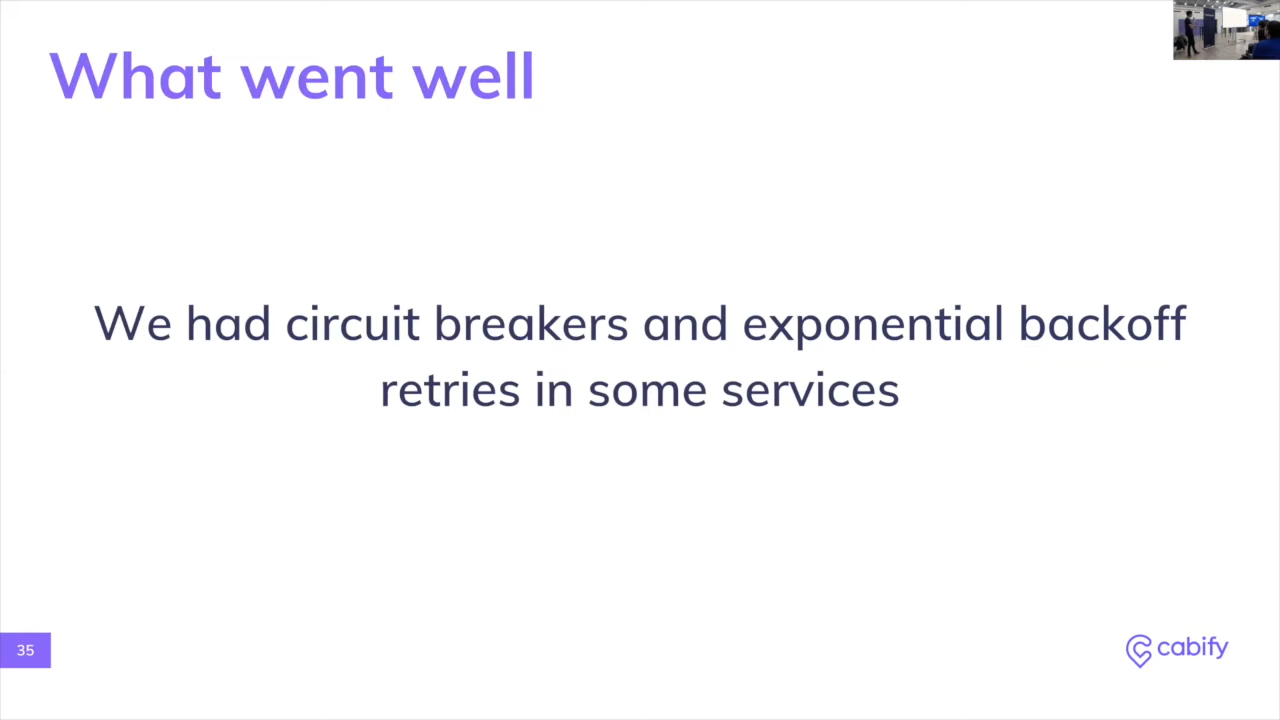 What went well
We had circuit breakers and exponential backoff
retries in some services
35
cabify